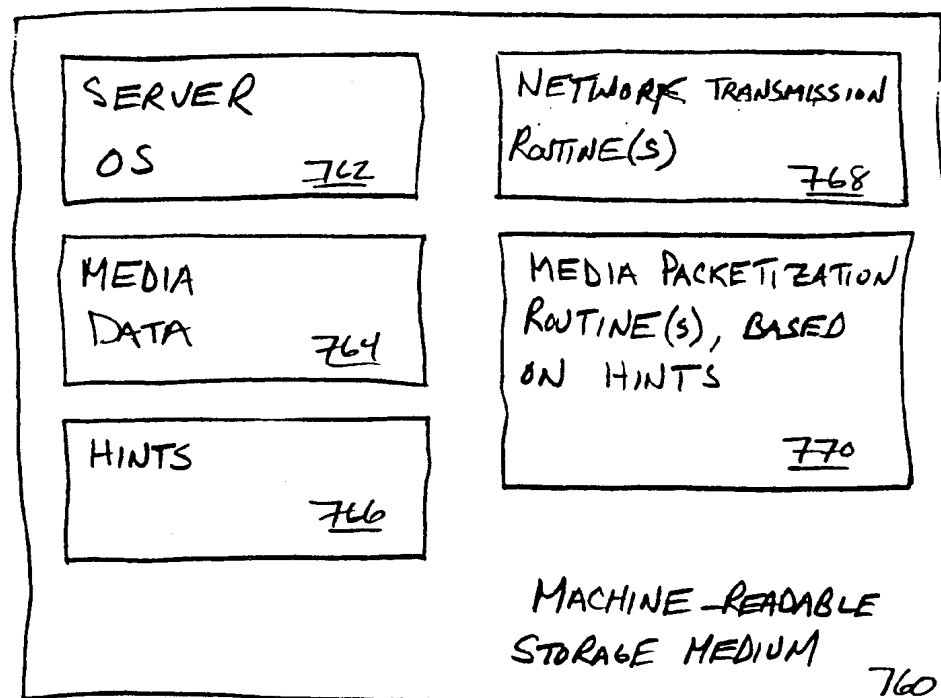 SERVER
OS
762
MEDIA
DATA
764
HINTS
766
NETWORK TRANSMISSION
ROUTINE(S)
768
MEDIA PACKETIZATION
ROUTINE(S), BASED
ON HINTS
770
MACHINE-READABLE
STORAGE MEDIUM
760